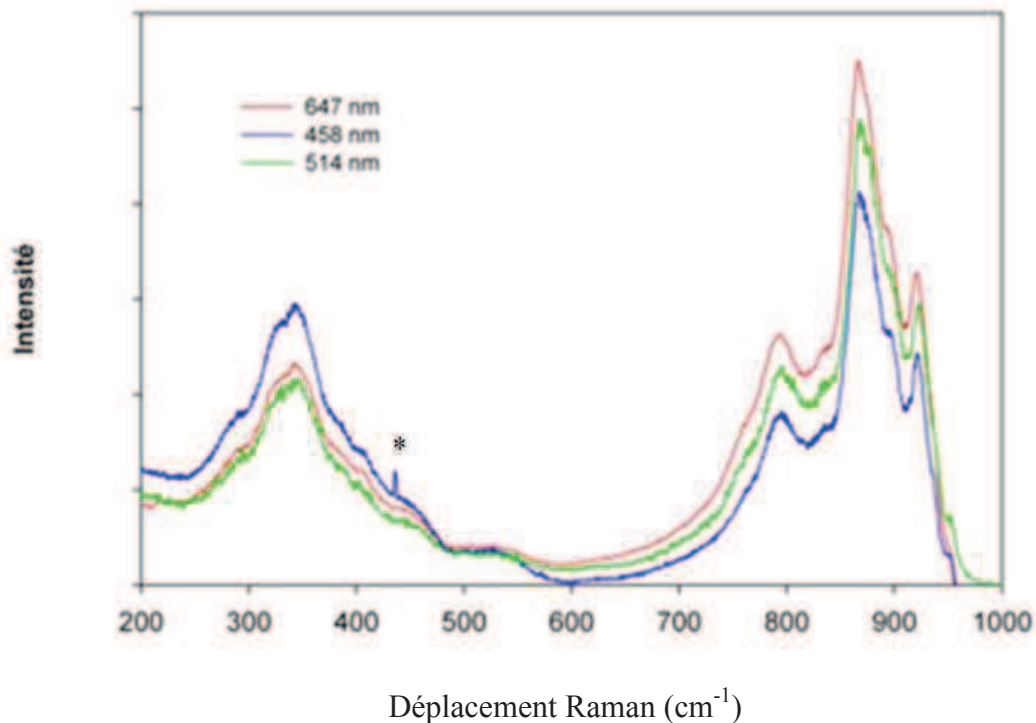 Intensité
647 nm
458 nm
514 nm
*
200 300 400 500 600 700 800 900 1000
Déplacement Raman (cm⁻¹)